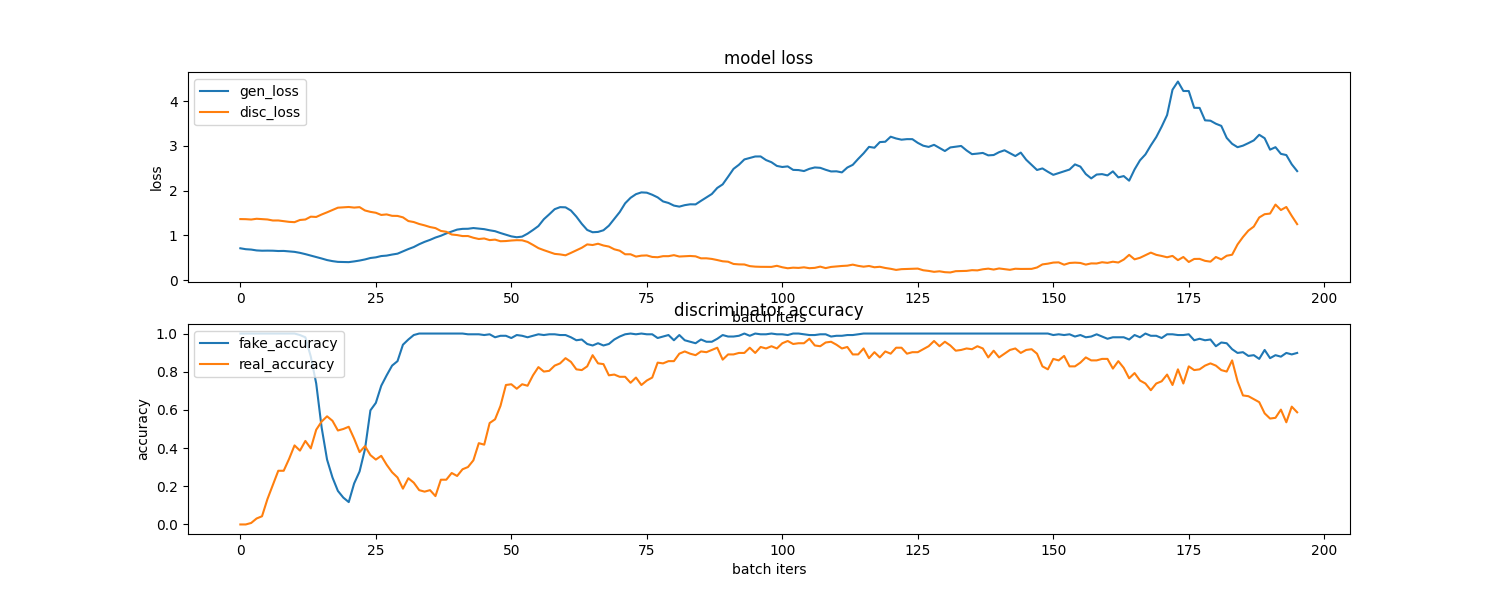 model loss
gen_loss
disc_loss
loss
4
3
2
1
0
0 25 50 75 100 125 150 175 200
batch iters
discriminator accuracy
fake_accuracy
real_accuracy
accuracy
1.0
0.8
0.6
0.4
0.2
0.0
0 25 50 75 100 125 150 175 200
batch iters